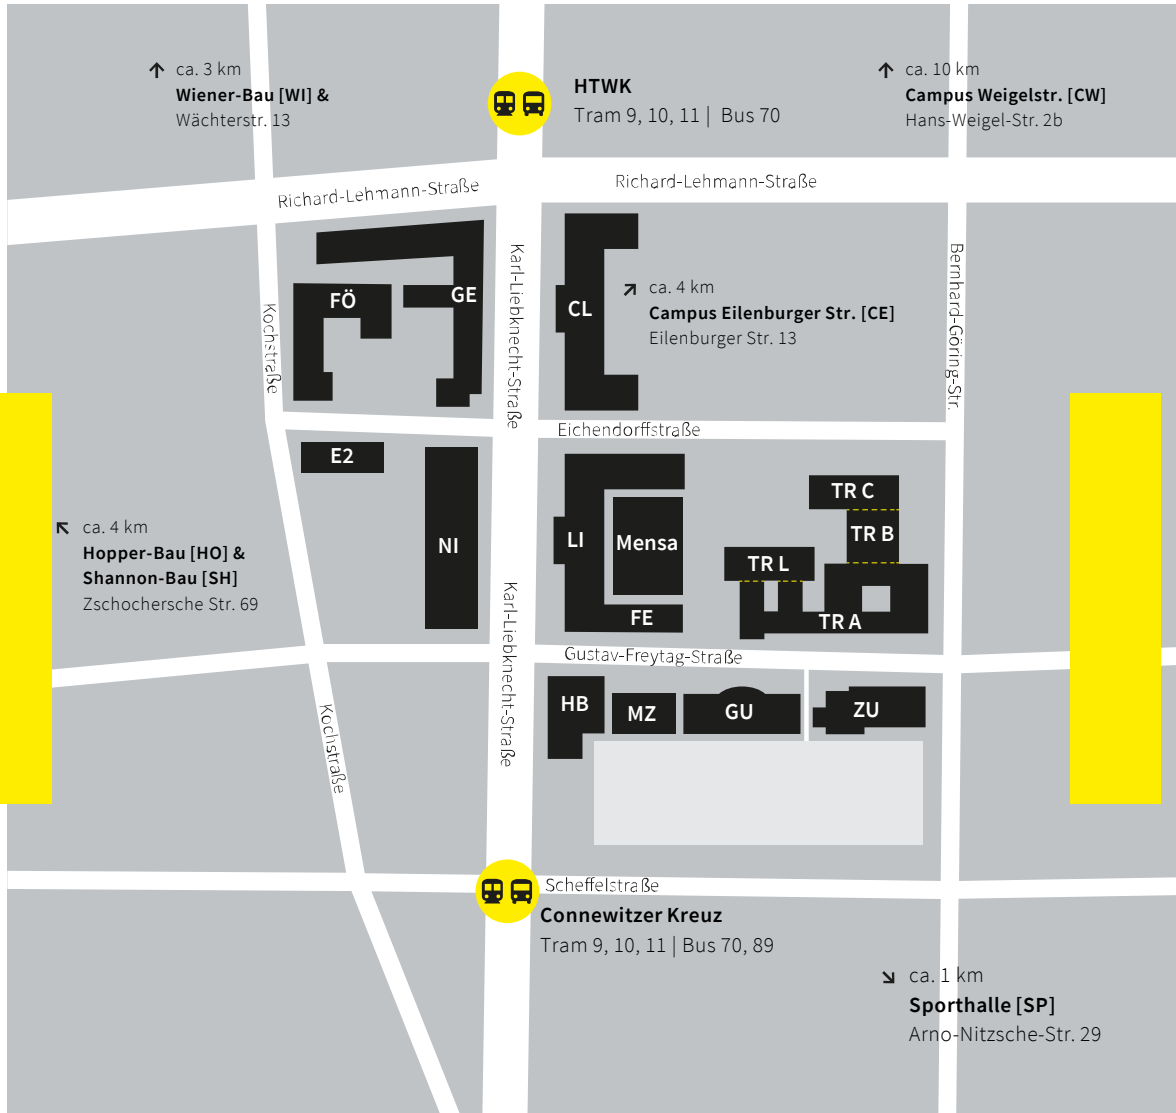 ca. 3 km
Wiener-Bau [WI] &
Wächterstr. 13
HTWK
Tram 9, 10, 11 | Bus 70
ca. 10 km
Campus Weigelstr. [CW]
Hans-Weigel-Str. 2b
Richard-Lehmann-Straße
Richard-Lehmann-Straße
Kochstraße
FÖ
GE
Karl-Liebknecht-Straße
CL
ca. 4 km
Campus Eilenburger Str. [CE]
Eilenburger Str. 13
Bernhard-Göring-Str.
Eichendorffstraße
E2
NI
LI
Mensa
FE
TR C
TR B
TR L
TR A
ca. 4 km
Hopper-Bau [HO] &
Shannon-Bau [SH]
Zschochersche Str. 69
Karl-Liebknecht-Straße
Gustav-Freytag-Straße
Kochstraße
HB
MZ
GU
ZU
Scheffelstraße
Connewitzer Kreuz
Tram 9, 10, 11 | Bus 70, 89
ca. 1 km
Sporthalle [SP]
Arno-Nitzsche-Str. 29